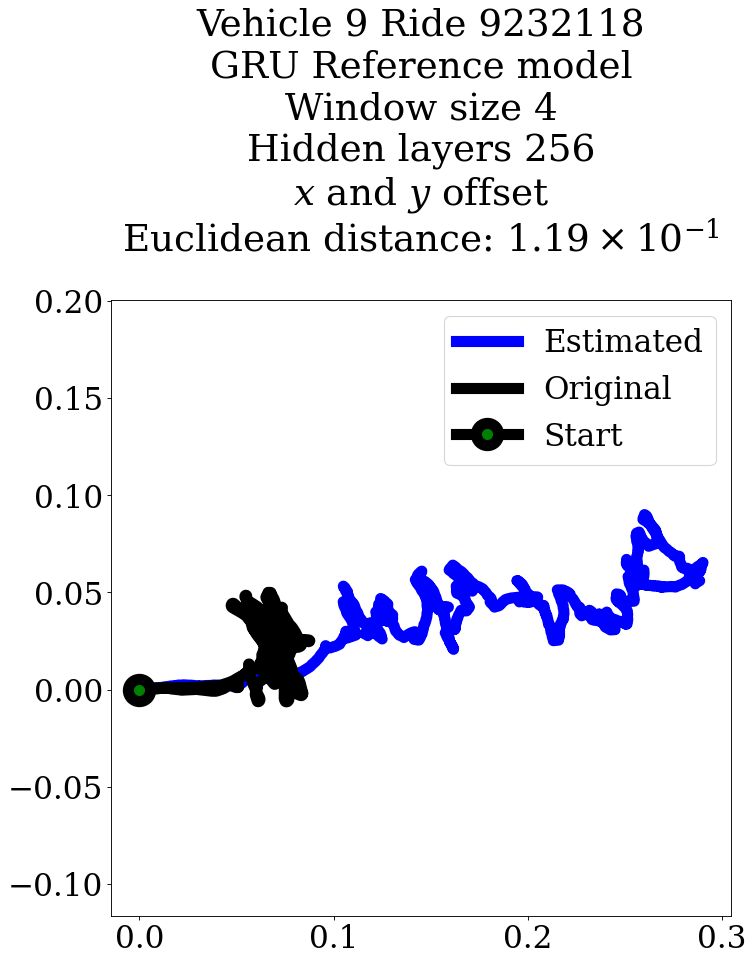 Vehicle 9 Ride 9232118
GRU Reference model
Window size 4
Hidden layers 256
x and y offset
Euclidean distance: 1.19 × 10⁻¹
Estimated
Original
Start
0.20
0.15
0.10
0.05
0.00
−0.05
−0.10
0.0 0.1 0.2 0.3